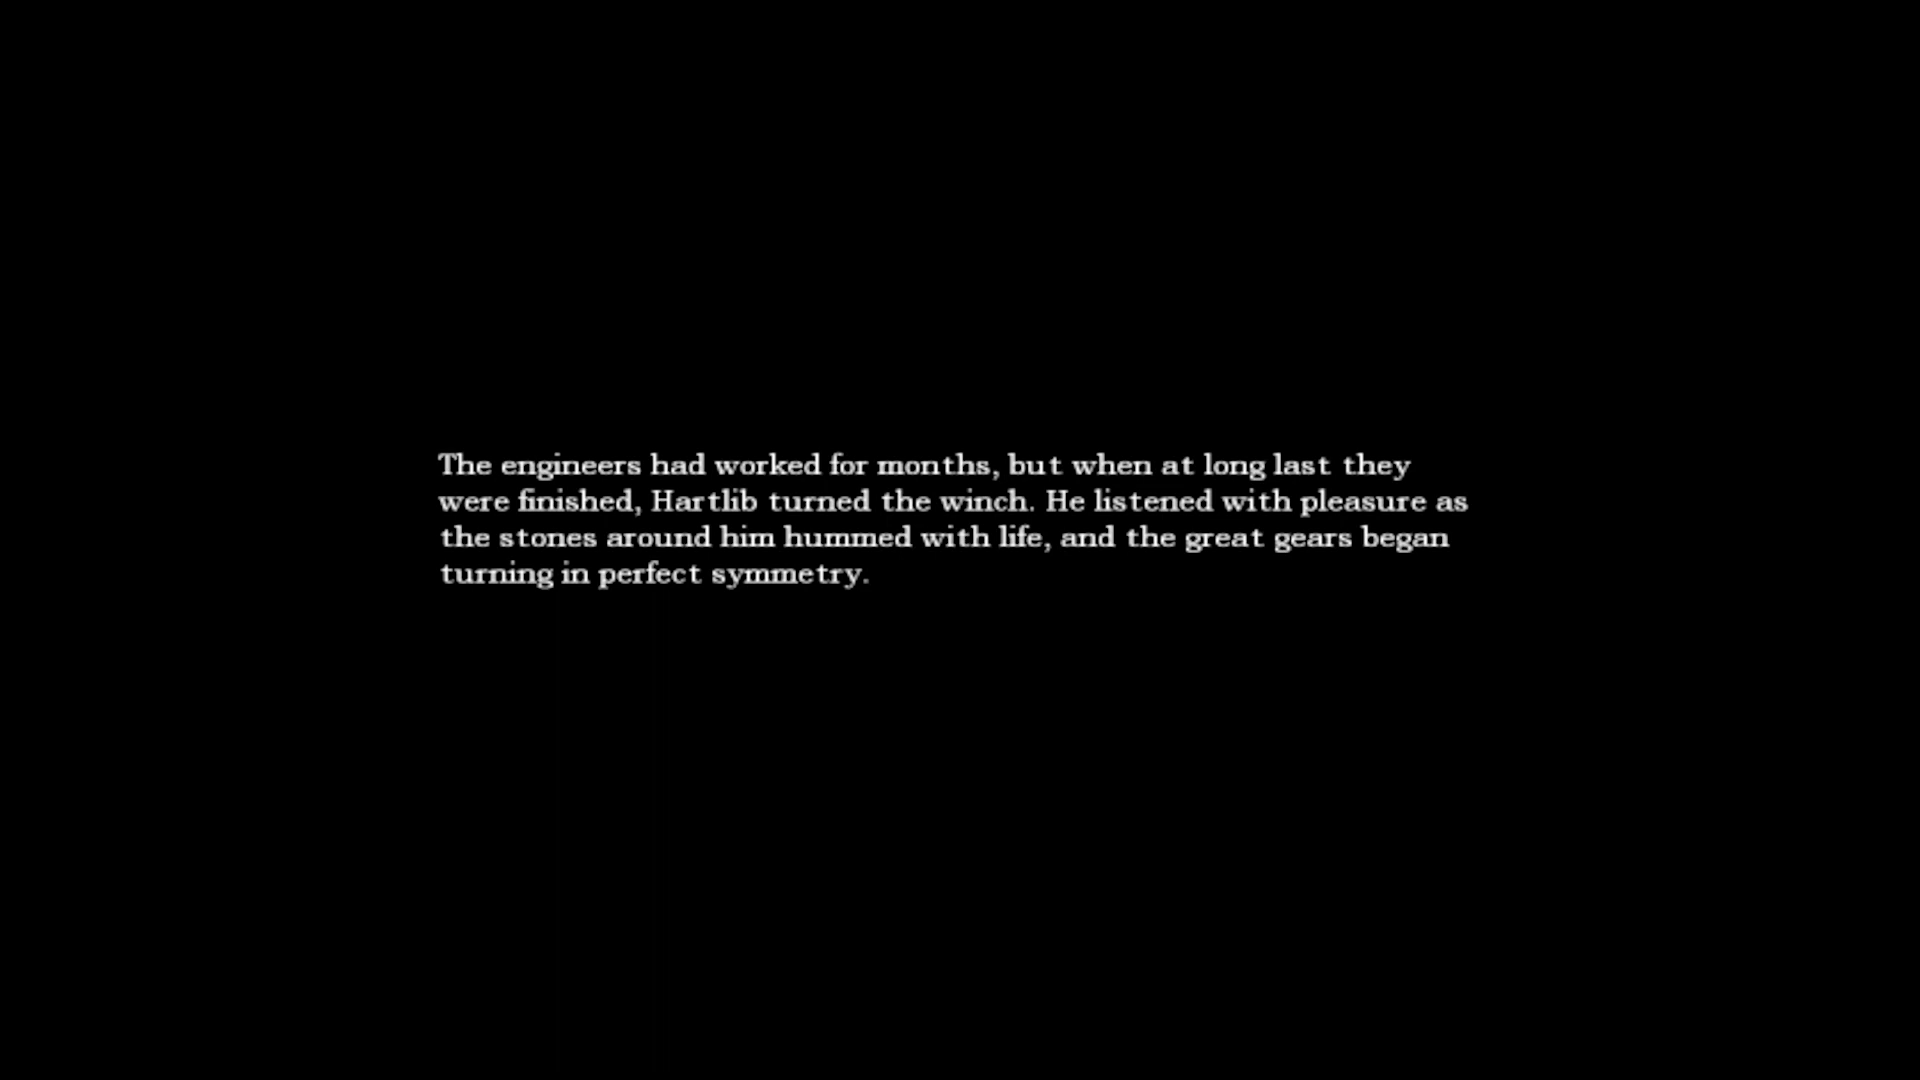 The engineers had worked for months, but when at long last they
were finished, Hartlib turned the winch. He listened with pleasure as
the stones around him hummed with life, and the great gears began
turning in perfect symmetry.